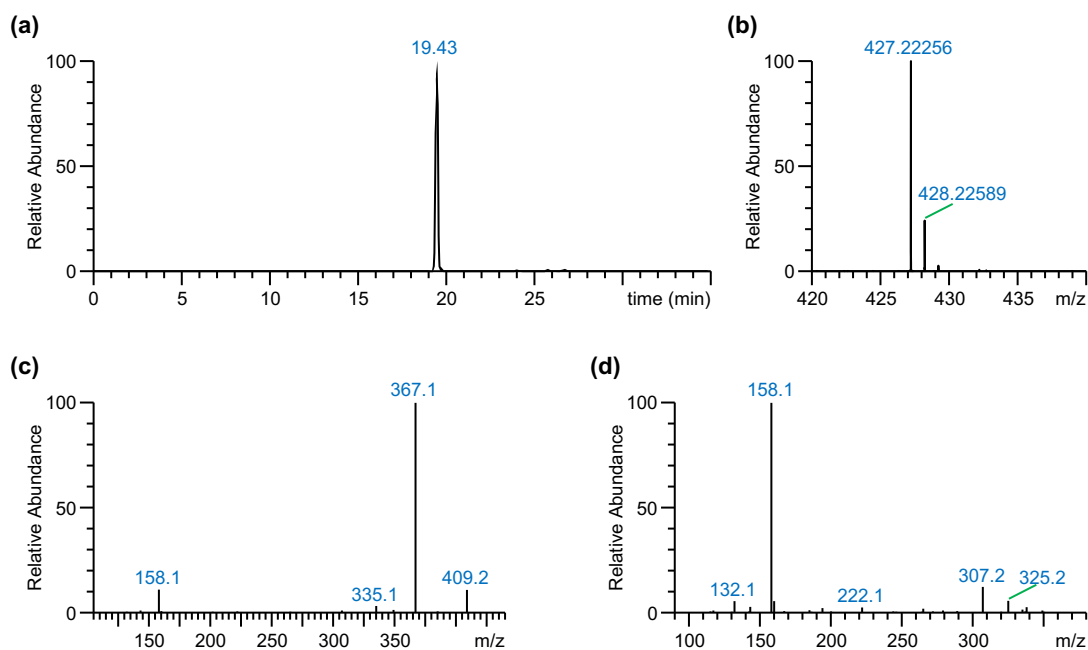 (a)
19.43
100
50
0
Relative Abundance
0 5 10 15 20 25 time (min)
(b)
427.22256
428.22589
100
50
0
Relative Abundance
420 425 430 435 m/z
(c)
367.1
158.1
335.1
409.2
100
50
0
Relative Abundance
150 200 250 300 350 m/z
(d)
158.1
132.1
222.1
307.2
325.2
100
50
0
Relative Abundance
100 150 200 250 300 m/z